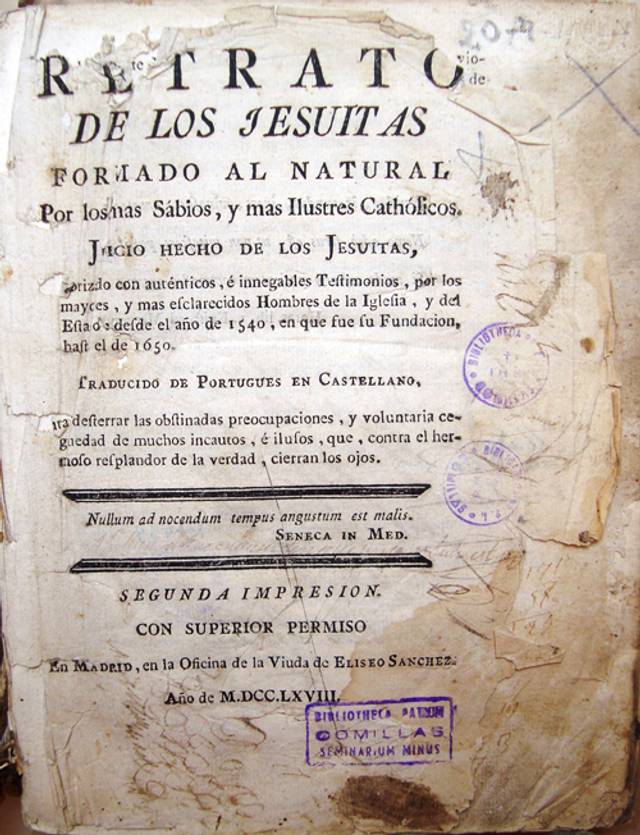 RETRATO
DE LOS JESUITAS
FORMADO AL NATURAL
Por los mas Sábios, y mas Ilustres Cathólicos.
JUICIO HECHO DE LOS JESUITAS,
orizado con auténticos, é innegables Teſtimonios, por los
mayores, y mas eſclarecidos Hombres de la Igleſia, y del
Eſtado: deſde el año de 1540, en que fue ſu Fundacion,
haſta el de 1650.
TRADUCIDO DE PORTUGUES EN CASTELLANO,
ara deſterrar las obſtinadas preocupaciones, y voluntaria ce-
guedad de muchos incautos, é iluſos, que, contra el her-
moſo reſplandor de la verdad, cierran los ojos.
Nullum ad nocendum tempus angustum est malis.
SENECA IN MED.
SEGUNDA IMPRESION.
CON SUPERIOR PERMISO
En MADRID, en la Oficina de la Viuda de ELISEO SANCHEZ.
Año de M.DCC.LXVIII.
BIBLIOTHECA
COMILLAS
BIBLIOTHECA PATRUM
COMILLAS
SEMINARIUM MINUS